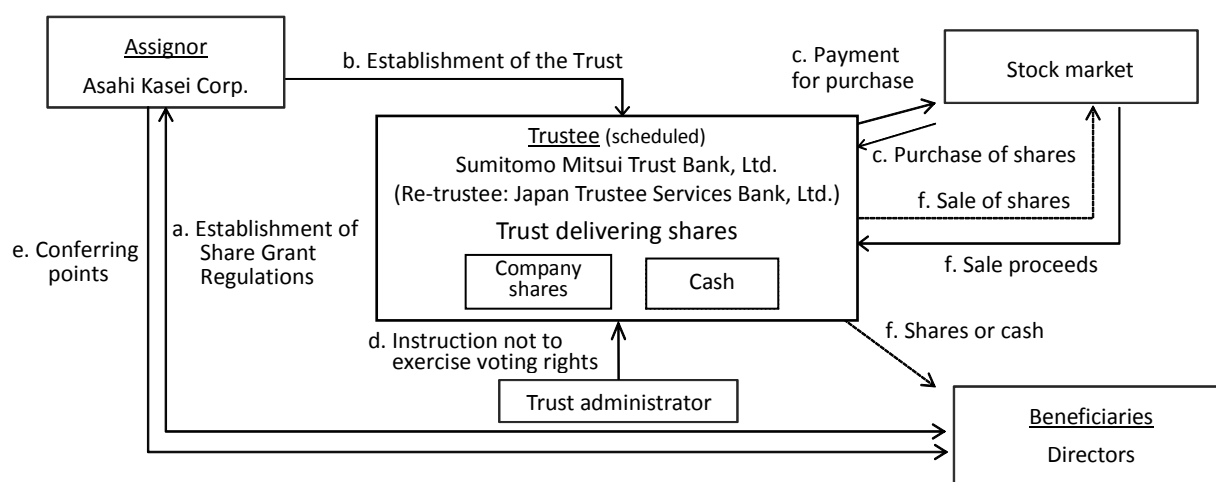 Assignor
Asahi Kasei Corp.
b. Establishment of the Trust
c. Payment
for purchase
Stock market
Trustee (scheduled)
Sumitomo Mitsui Trust Bank, Ltd.
(Re-trustee: Japan Trustee Services Bank, Ltd.)
Trust delivering shares
Company
shares
Cash
c. Purchase of shares
f. Sale of shares
f. Sale proceeds
e. Conferring
points
a. Establishment of
Share Grant
Regulations
d. Instruction not to
exercise voting rights
f. Shares or cash
Trust administrator
Beneficiaries
Directors